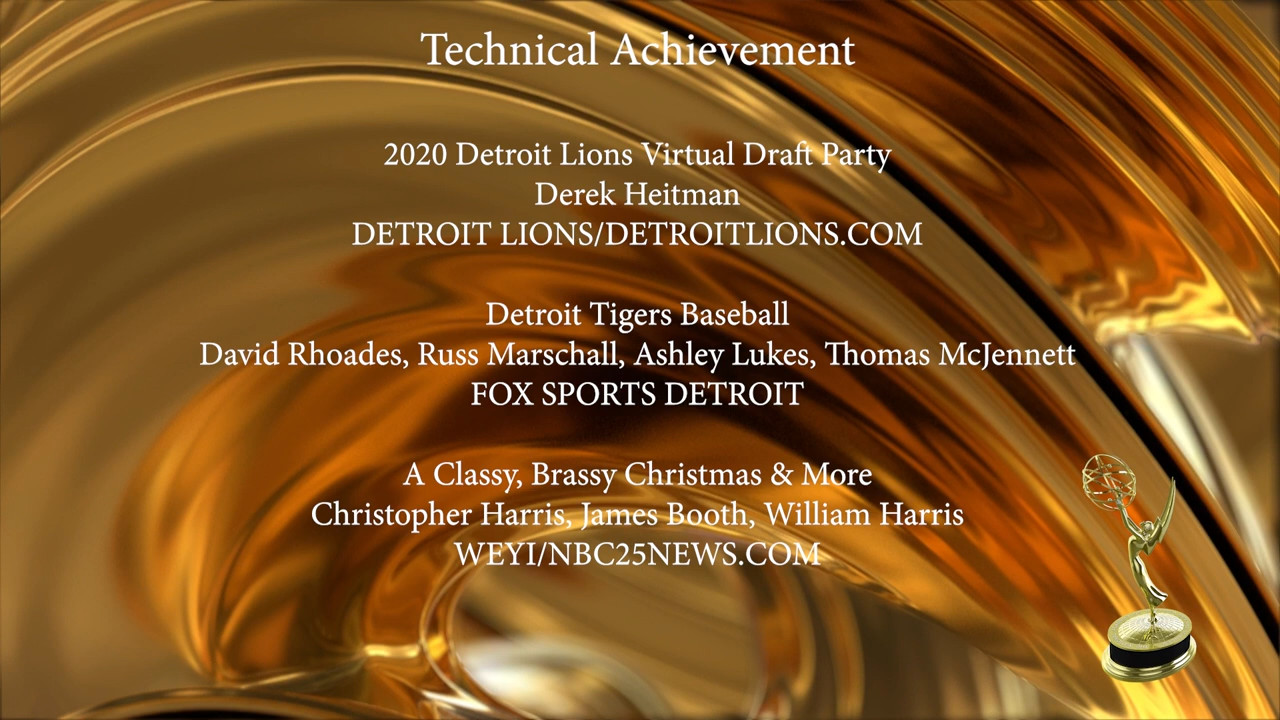 Technical Achievement
2020 Detroit Lions Virtual Draft Party
Derek Heitman
DETROIT LIONS/DETROITLIONS.COM
Detroit Tigers Baseball
David Rhoades, Russ Marschall, Ashley Lukes, Thomas McJennett
FOX SPORTS DETROIT
A Classy, Brassy Christmas & More
Christopher Harris, James Booth, William Harris
WEYI/NBC25NEWS.COM